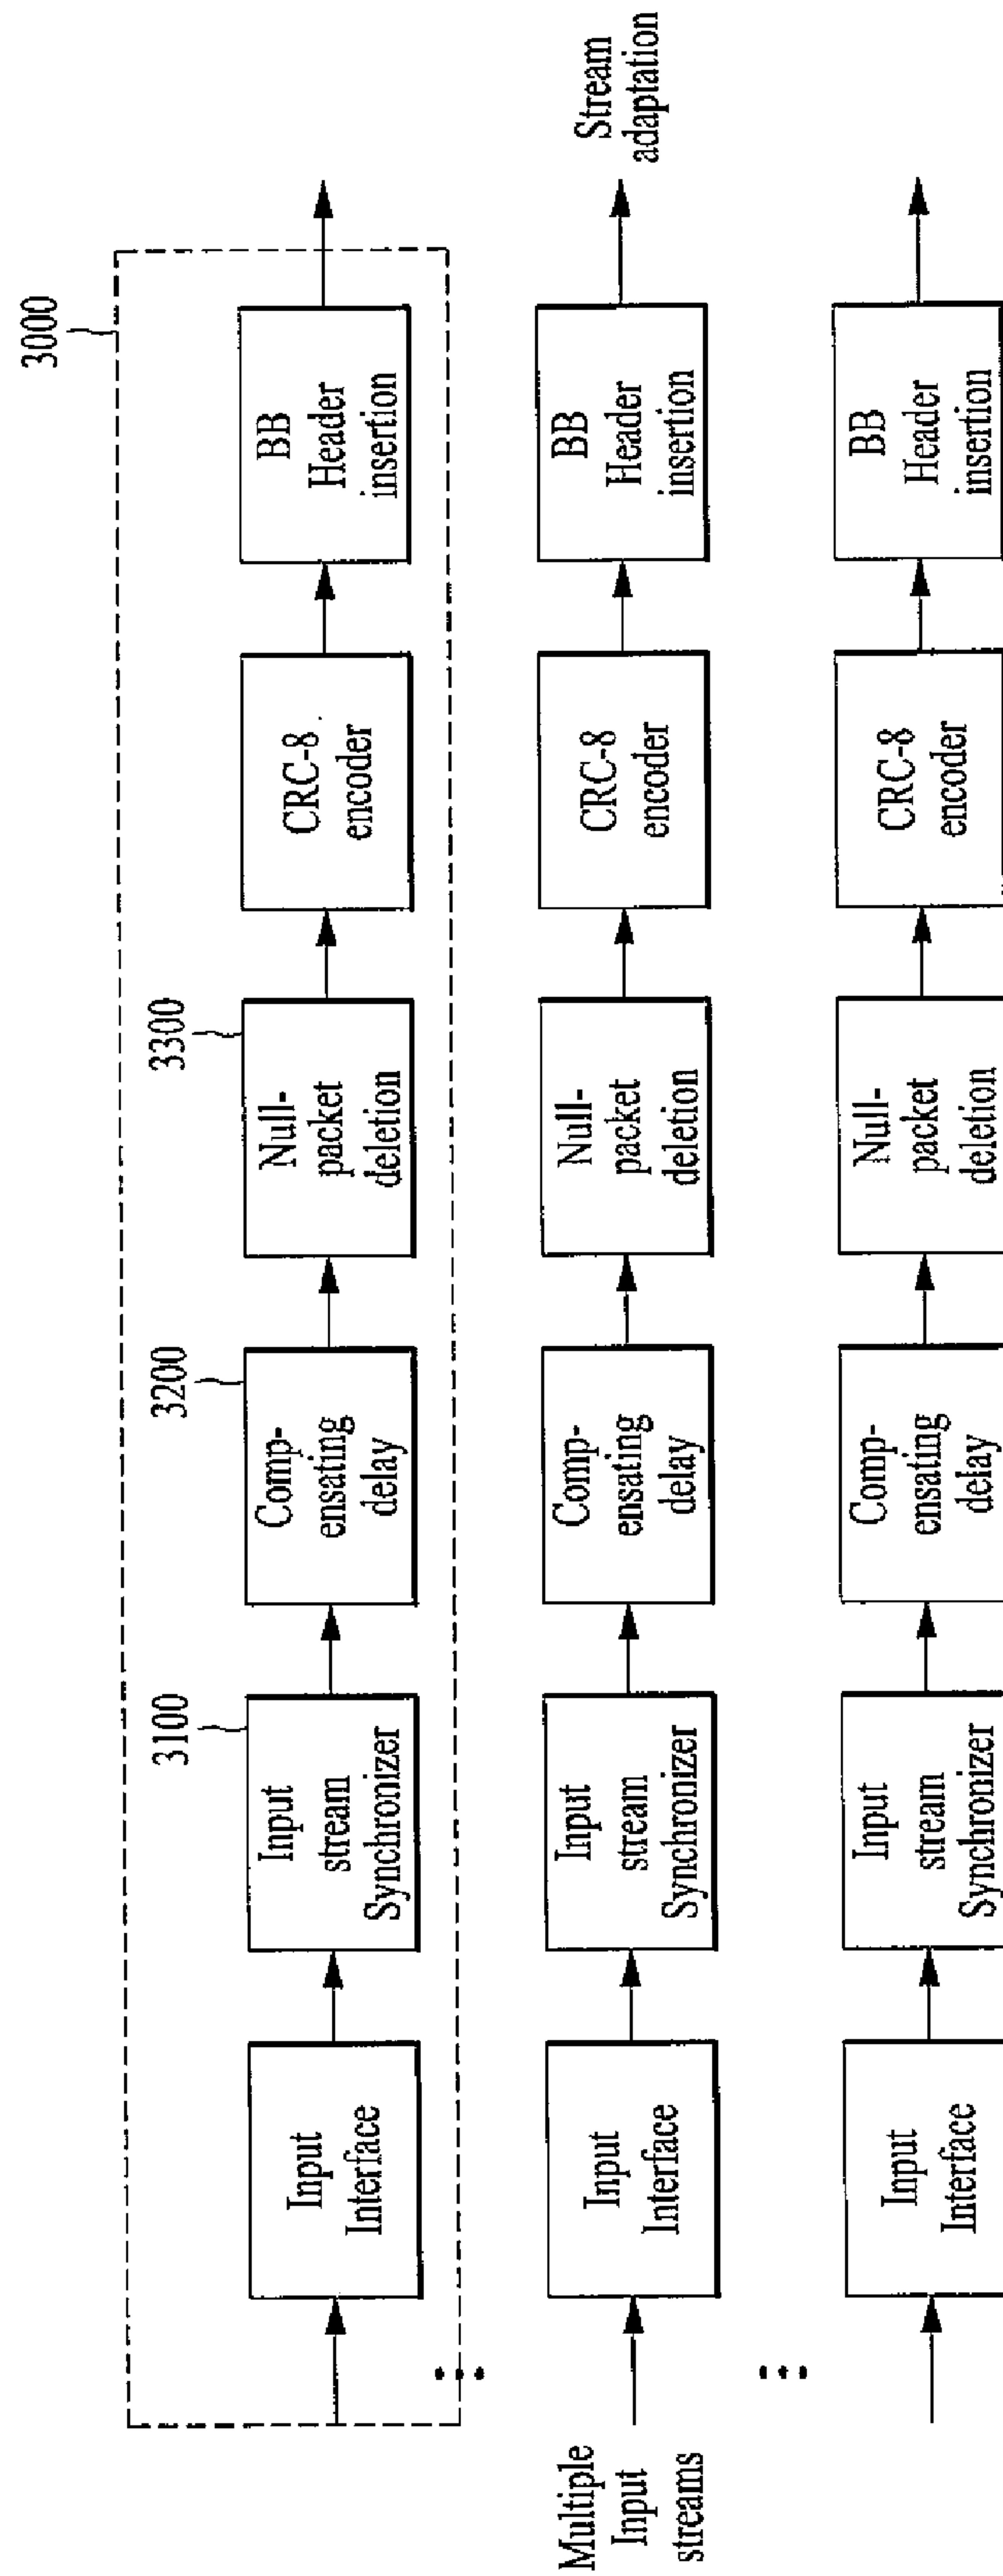 3000
3100
3200
3300
Input
Interface
Input
stream
Synchronizer
Comp-
ensating
delay
Null-
packet
deletion
CRC-8
encoder
BB
Header
insertion
...
Multiple
Input
streams
Input
Interface
Input
stream
Synchronizer
Comp-
ensating
delay
Null-
packet
deletion
CRC-8
encoder
BB
Header
insertion
Stream
adaptation
...
Input
Interface
Input
stream
Synchronizer
Comp-
ensating
delay
Null-
packet
deletion
CRC-8
encoder
BB
Header
insertion